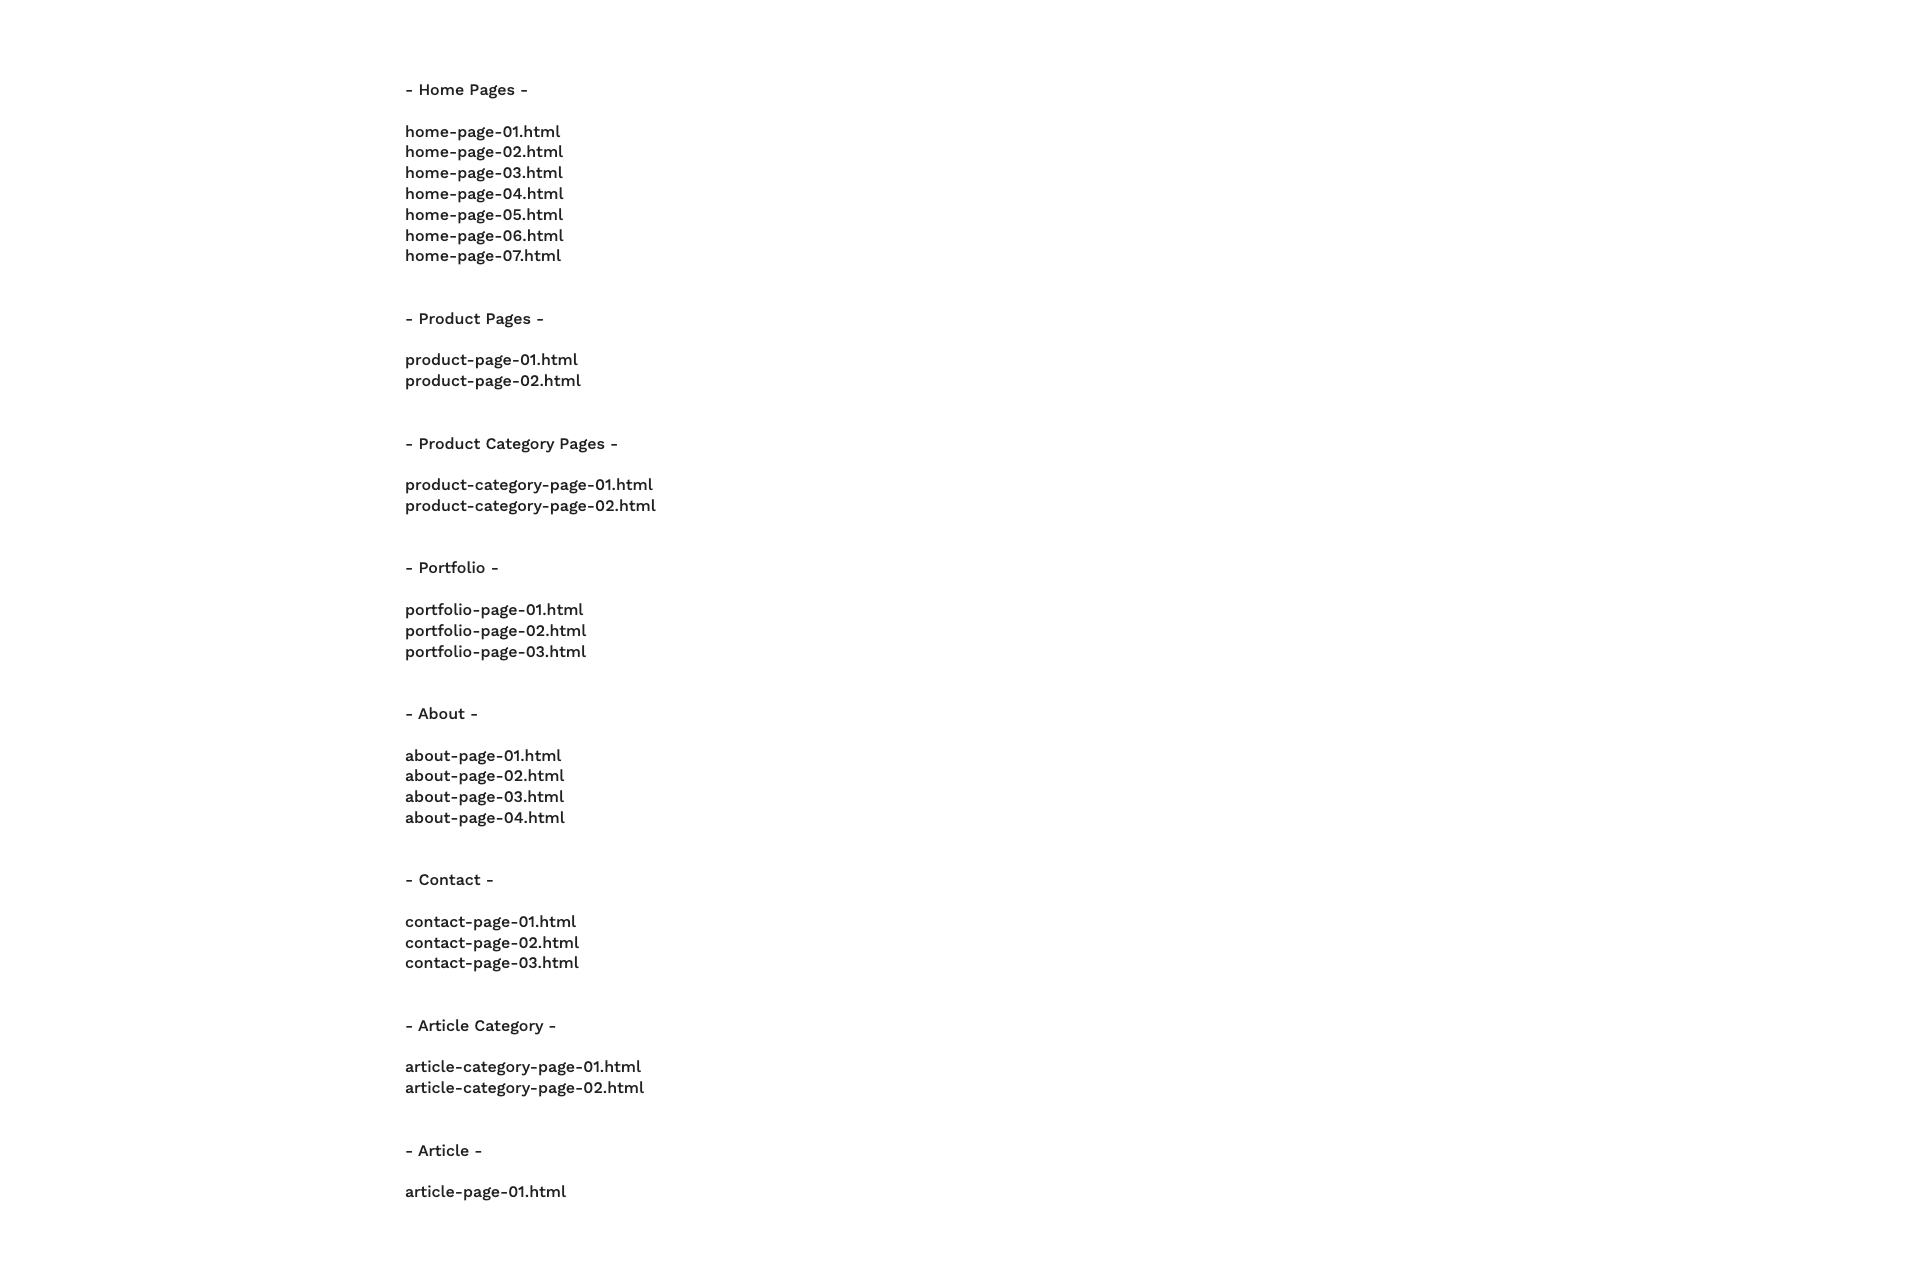 - Home Pages -
home-page-01.html
home-page-02.html
home-page-03.html
home-page-04.html
home-page-05.html
home-page-06.html
home-page-07.html
- Product Pages -
product-page-01.html
product-page-02.html
- Product Category Pages -
product-category-page-01.html
product-category-page-02.html
- Portfolio -
portfolio-page-01.html
portfolio-page-02.html
portfolio-page-03.html
- About -
about-page-01.html
about-page-02.html
about-page-03.html
about-page-04.html
- Contact -
contact-page-01.html
contact-page-02.html
contact-page-03.html
- Article Category -
article-category-page-01.html
article-category-page-02.html
- Article -
article-page-01.html